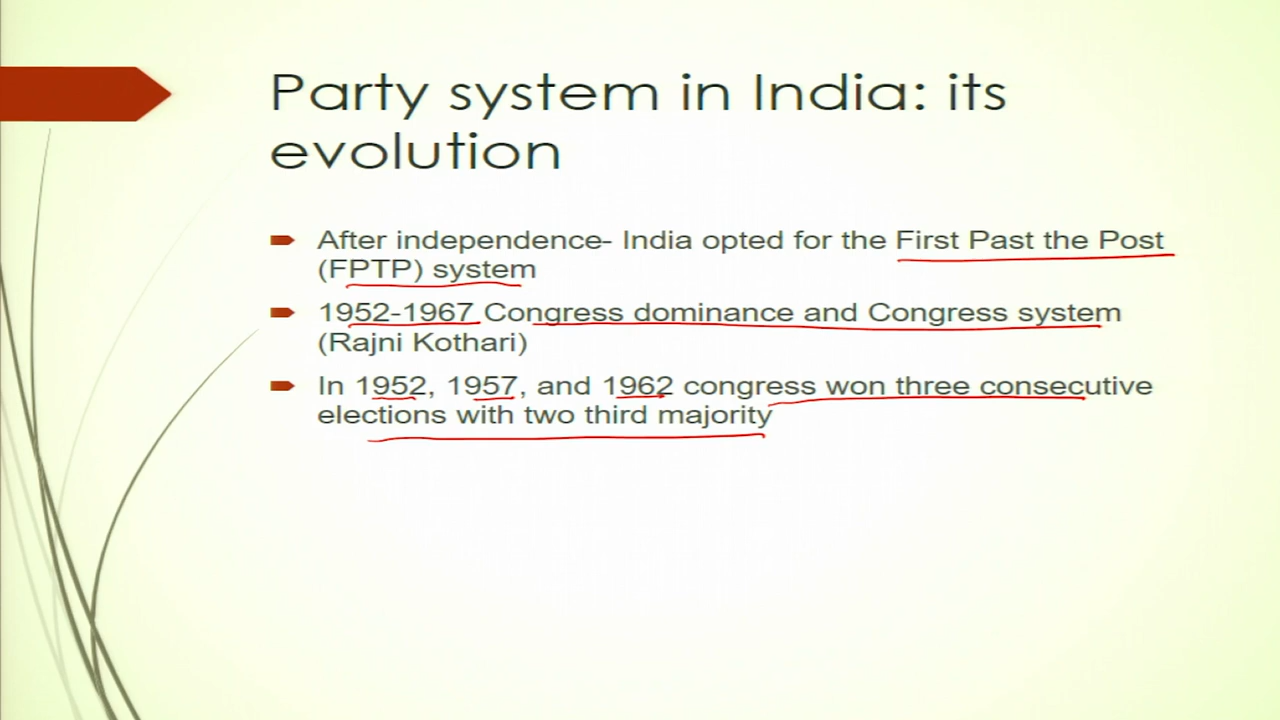 Party system in India: its
evolution
After independence- India opted for the First Past the Post
(FPTP) system
1952-1967 Congress dominance and Congress system
(Rajni Kothari)
In 1952, 1957, and 1962 congress won three consecutive
elections with two third majority